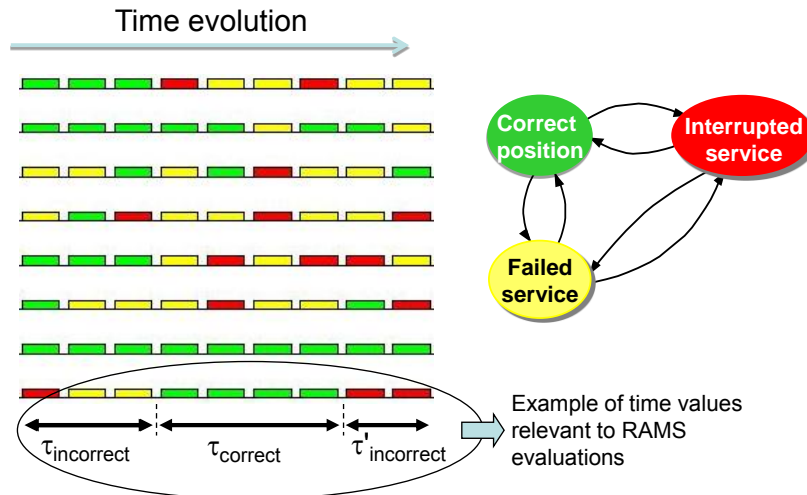 Time evolution
Correct
position
Interrupted
service
Failed
service
τincorrect
τcorrect
τ'incorrect
Example of time values
relevant to RAMS
evaluations